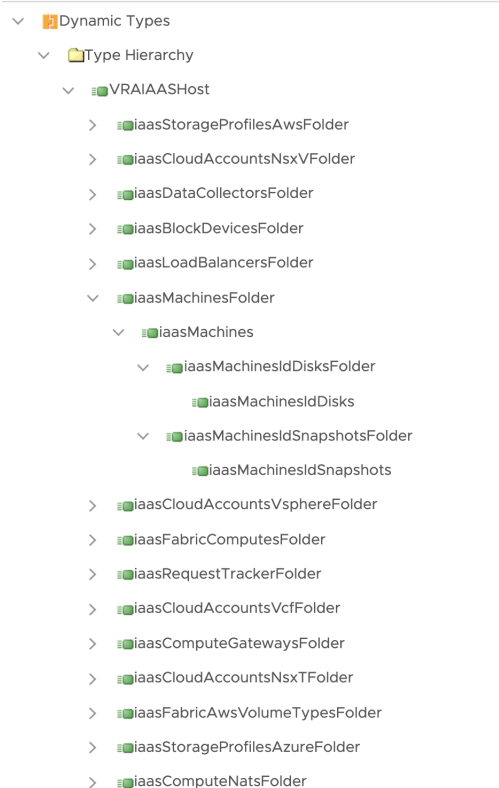 Dynamic Types
Type Hierarchy
VRAIAASHost
iaasStorageProfilesAwsFolder
iaasCloudAccountsNsxVFolder
iaasDataCollectorsFolder
iaasBlockDevicesFolder
iaasLoadBalancersFolder
iaasMachinesFolder
iaasMachines
iaasMachinesIdDisksFolder
iaasMachinesIdDisks
iaasMachinesIdSnapshotsFolder
iaasMachinesIdSnapshots
iaasCloudAccountsVsphereFolder
iaasFabricComputesFolder
iaasRequestTrackerFolder
iaasCloudAccountsVcfFolder
iaasComputeGatewaysFolder
iaasCloudAccountsNsxTFolder
iaasFabricAwsVolumeTypesFolder
iaasStorageProfilesAzureFolder
iaasComputeNatsFolder